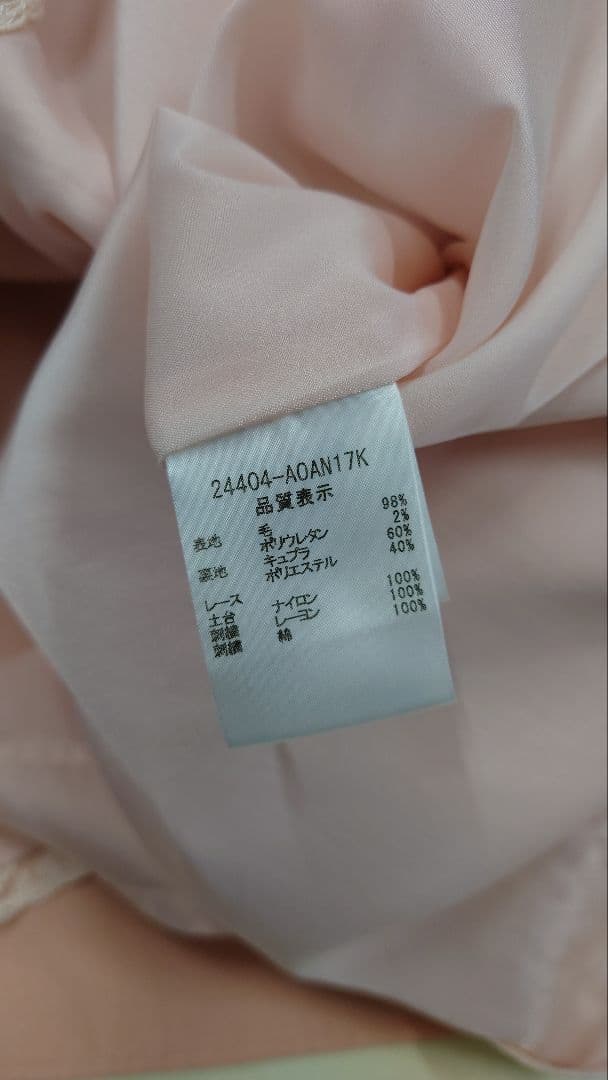 24404-A0AN17K
品質表示
表地 毛 98%
ポリウレタン 2%
裏地 キュプラ 60%
ポリエステル 40%
レース
土台 ナイロン 100%
刺繍 レーヨン 100%
刺繍 綿 100%